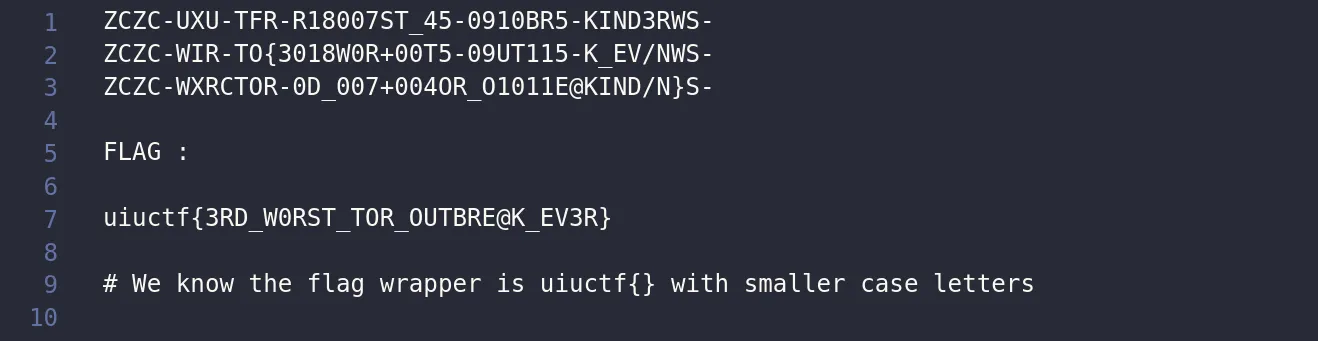 1 ZCZC-UXU-TFR-R18007ST_45-0910BR5-KIND3RWS-
2 ZCZC-WIR-TO{3018W0R+00T5-09UT115-K_EV/NWS-
3 ZCZC-WXRCTOR-0D_007+004OR_O1011E@KIND/N}S-
4
5 FLAG :
6
7 uiuctf{3RD_W0RST_TOR_OUTBRE@K_EV3R}
8
9 # We know the flag wrapper is uiuctf{} with smaller case letters
10